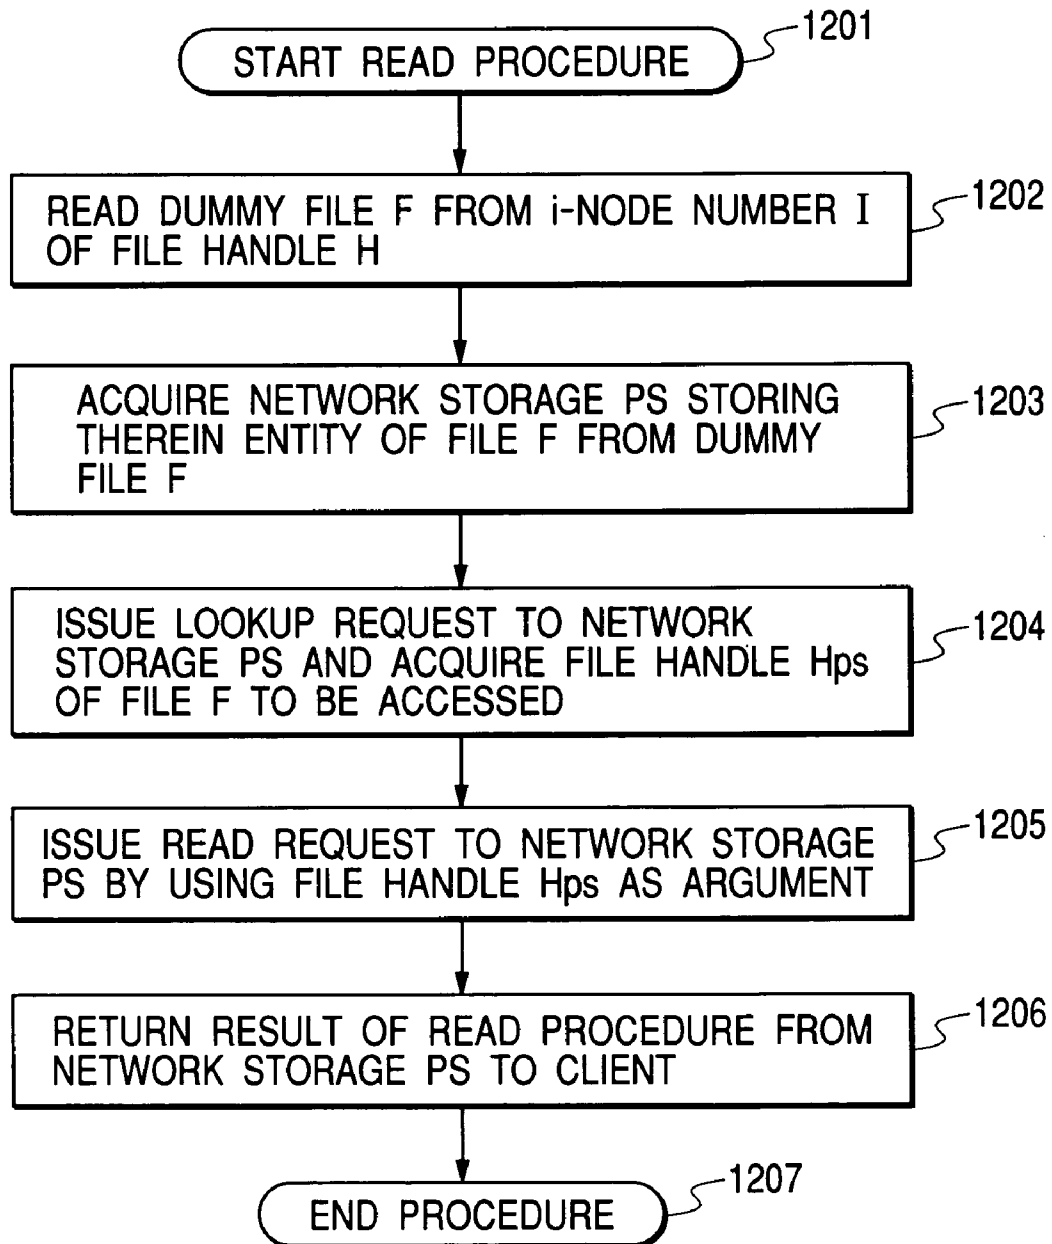 START READ PROCEDURE
1201
READ DUMMY FILE F FROM i-NODE NUMBER I
OF FILE HANDLE H
1202
ACQUIRE NETWORK STORAGE PS STORING
THEREIN ENTITY OF FILE F FROM DUMMY
FILE F
1203
ISSUE LOOKUP REQUEST TO NETWORK
STORAGE PS AND ACQUIRE FILE HANDLE Hps
OF FILE F TO BE ACCESSED
1204
ISSUE READ REQUEST TO NETWORK STORAGE
PS BY USING FILE HANDLE Hps AS ARGUMENT
1205
RETURN RESULT OF READ PROCEDURE FROM
NETWORK STORAGE PS TO CLIENT
1206
END PROCEDURE
1207